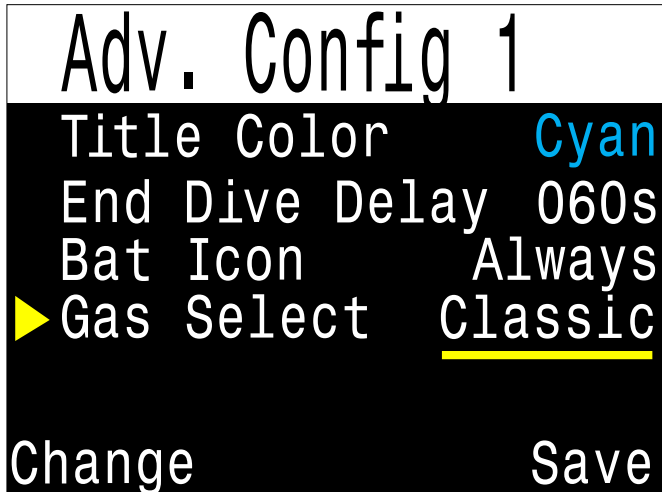 Adv. Config 1
Title Color Cyan
End Dive Delay 060s
Bat Icon Always
Gas Select Classic
Change Save